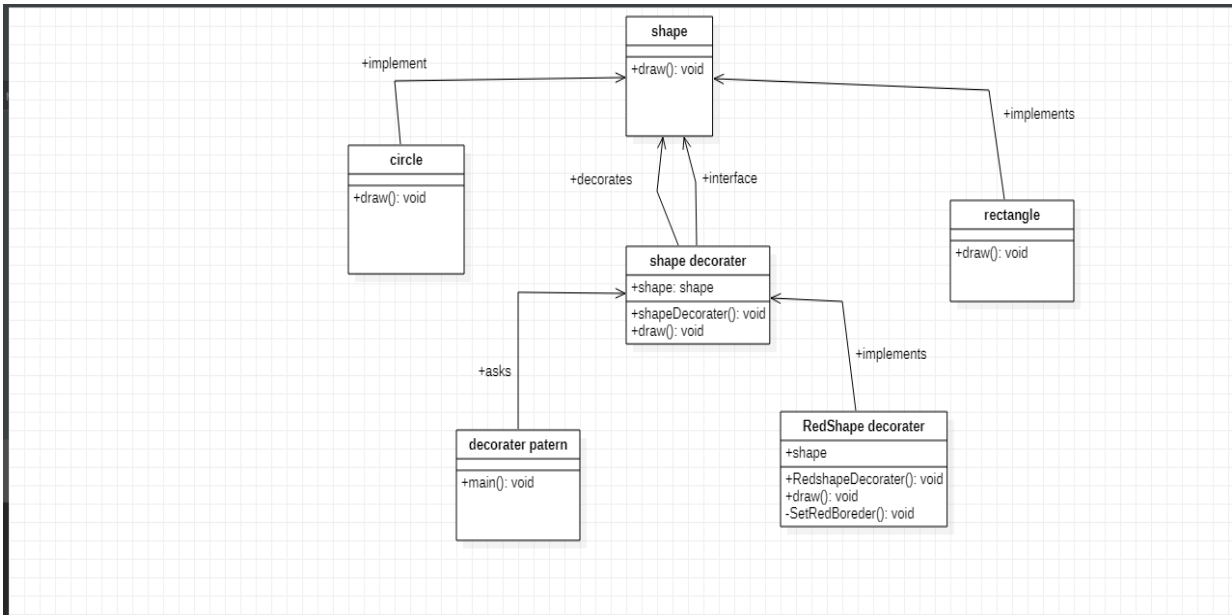 shape
+draw(): void
+implement
+implements
circle
+draw(): void
+decorates
+interface
rectangle
+draw(): void
shape decorater
+shape: shape
+shapeDecorater(): void
+draw(): void
+asks
+implements
decorater patern
+main(): void
RedShape decorater
+shape
+RedshapeDecorater(): void
+draw(): void
-SetRedBoreder(): void